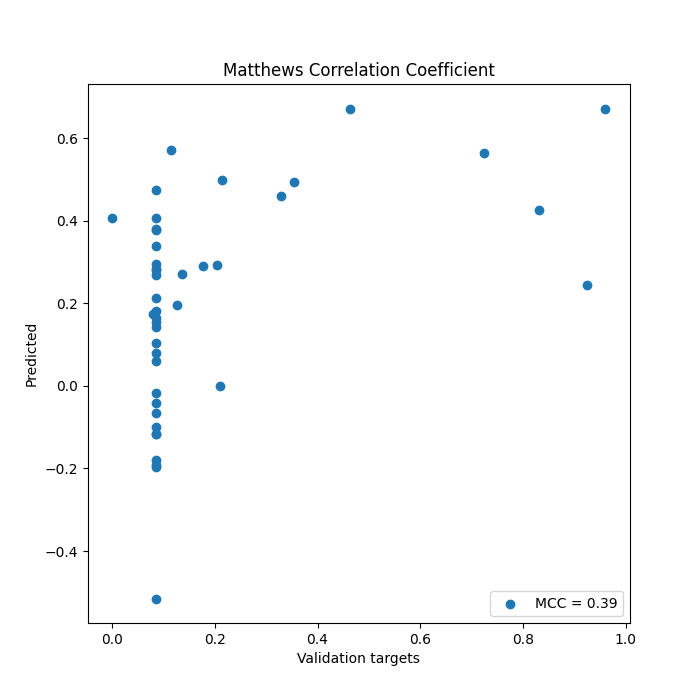 Matthews Correlation Coefficient
0.6
0.4
0.2
0.0
−0.2
−0.4
Predicted
MCC = 0.39
0.0 0.2 0.4 0.6 0.8 1.0
Validation targets